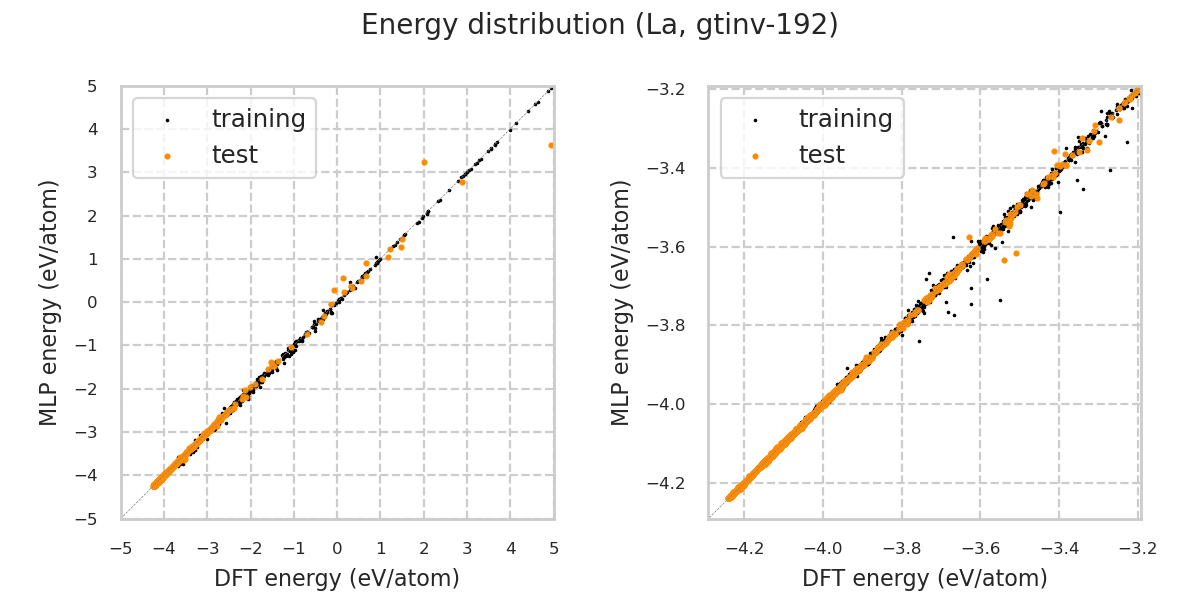 Energy distribution (La, gtinv-192)
training
test
5
4
3
2
1
0
−1
−2
−3
−4
−5
−5 −4 −3 −2 −1 0 1 2 3 4 5
MLP energy (eV/atom)
DFT energy (eV/atom)
training
test
−3.2
−3.4
−3.6
−3.8
−4.0
−4.2
−4.2 −4.0 −3.8 −3.6 −3.4 −3.2
MLP energy (eV/atom)
DFT energy (eV/atom)